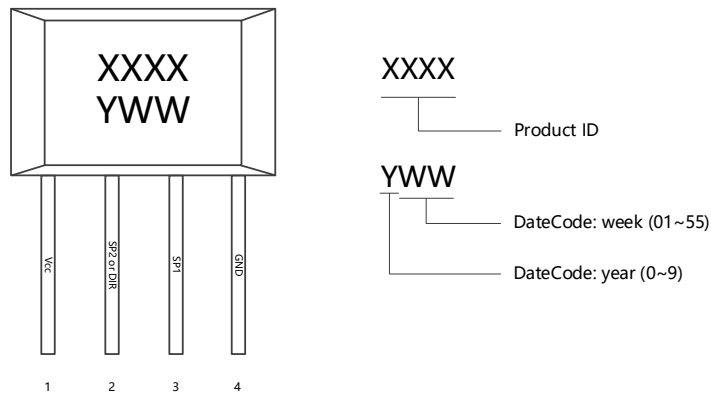 XXXX
YWW
Vcc
SP2 or DIR
SP1
GND
1 2 3 4
XXXX
Product ID
YWW
DateCode: week (01~55)
DateCode: year (0~9)